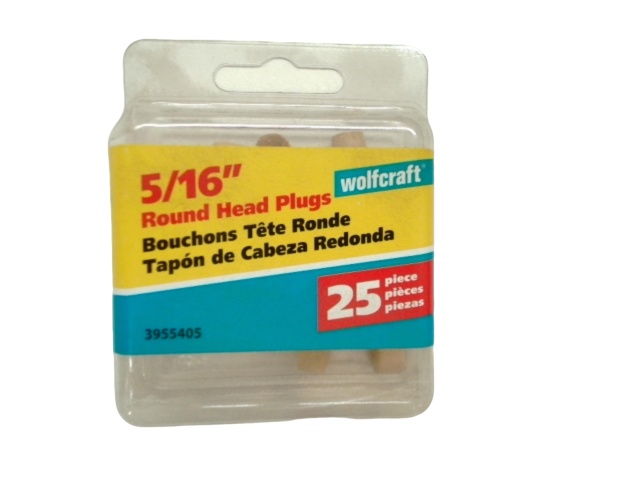 5/16"
Round Head Plugs
wolfcraft®
Bouchons Tête Ronde
Tapón de Cabeza Redonda
25 piece
pièces
piezas
3955405